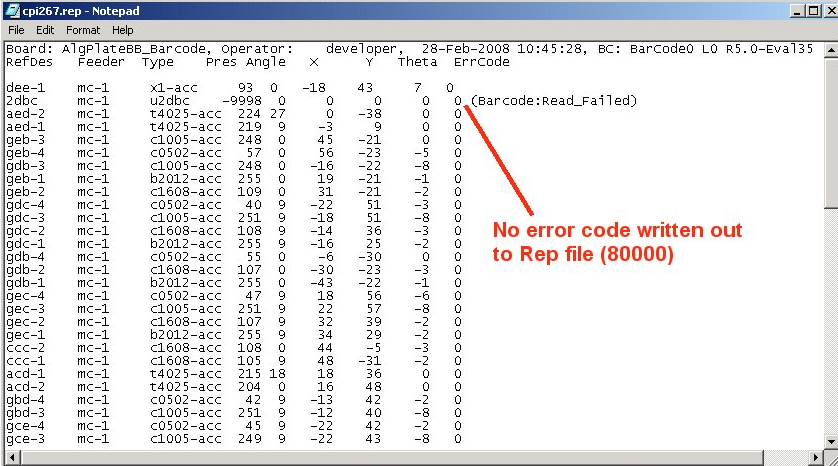 cpi267.rep - Notepad
File Edit Format Help
Board: AlgPlateBB_Barcode, Operator: developer, 28-Feb-2008 10:45:28, BC: BarCode0 L0 R5.0-Eval35
RefDes Feeder Type Pres Angle X Y Theta ErrCode
dee-1 mc-1 x1-acc 93 0 -18 43 7 0
2dbc mc-1 u2dbc -9998 0 0 0 0 0 (Barcode:Read_Failed)
aed-2 mc-1 t4025-acc 224 27 0 -38 0 0
aed-1 mc-1 t4025-acc 219 9 -3 9 0 0
geb-3 mc-1 c1005-acc 248 0 45 -21 0 0
geb-4 mc-1 c0502-acc 57 0 56 -23 -5 0
gdb-3 mc-1 c1005-acc 248 0 -16 -22 -8 0
geb-1 mc-1 b2012-acc 255 0 19 -21 -1 0
geb-2 mc-1 c1608-acc 109 0 31 -21 -2 0
gdc-4 mc-1 c0502-acc 40 9 -22 51 -3 0
gdc-3 mc-1 c1005-acc 251 9 -18 51 -8 0
gdc-2 mc-1 c1608-acc 108 9 -14 36 -3 0
gdc-1 mc-1 b2012-acc 255 9 -16 25 -2 0
gdb-4 mc-1 c0502-acc 55 0 -6 -30 0 0
gdb-2 mc-1 c1608-acc 107 0 -30 -23 -3 0
gdb-1 mc-1 b2012-acc 255 0 -43 -22 -1 0
gec-4 mc-1 c0502-acc 47 9 18 56 -6 0
gec-3 mc-1 c1005-acc 251 9 22 57 -8 0
gec-2 mc-1 c1608-acc 107 9 32 39 -2 0
gec-1 mc-1 b2012-acc 255 9 34 29 -2 0
ccc-2 mc-1 c1608-acc 108 0 44 -5 -3 0
ccc-1 mc-1 c1608-acc 105 9 48 -31 -2 0
acd-1 mc-1 t4025-acc 215 18 18 36 0 0
acd-2 mc-1 t4025-acc 204 0 16 48 0 0
gbd-4 mc-1 c0502-acc 42 9 -13 42 -2 0
gbd-3 mc-1 c1005-acc 251 9 -12 40 -8 0
gce-4 mc-1 c0502-acc 45 9 -22 42 -2 0
gce-3 mc-1 c1005-acc 249 9 -22 43 -8 0
No error code written out
to Rep file (80000)